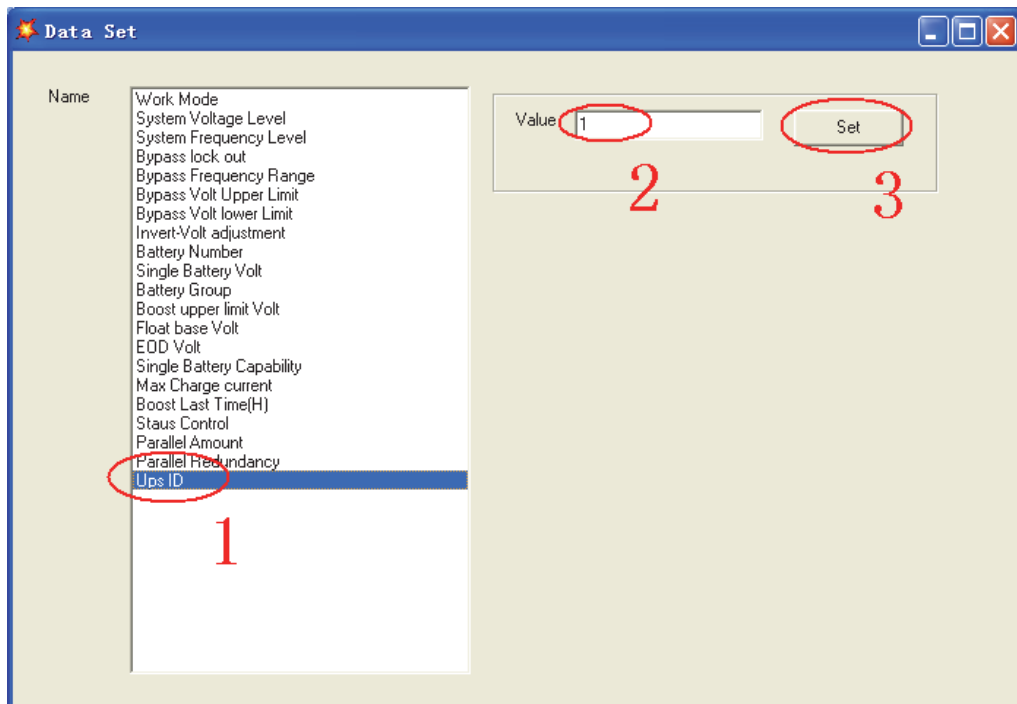 Data Set
Name
Work Mode
System Voltage Level
System Frequency Level
Bypass lock out
Bypass Frequency Range
Bypass Volt Upper Limit
Bypass Volt lower Limit
Invert-Volt adjustment
Battery Number
Single Battery Volt
Battery Group
Boost upper limit Volt
Float base Volt
EOD Volt
Single Battery Capability
Max Charge current
Boost Last Time(H)
Staus Control
Parallel Amount
Parallel Redundancy
Ups ID
1
Value 1 Set
2 3